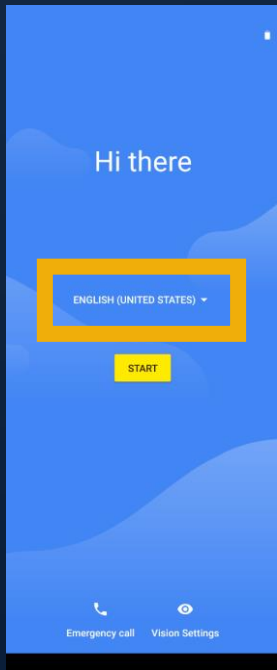 Hi there
ENGLISH (UNITED STATES)
START
Emergency call Vision Settings